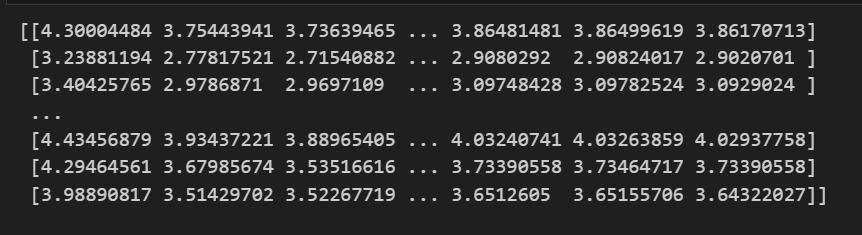 [[4.30004484 3.75443941 3.73639465 ... 3.86481481 3.86499619 3.86170713]
 [3.23881194 2.77817521 2.71540882 ... 2.9080292  2.90824017 2.9020701 ]
 [3.40425765 2.9786871  2.9697109  ... 3.09748428 3.09782524 3.0929024 ]
 ...
 [4.43456879 3.93437221 3.88965405 ... 4.03240741 4.03263859 4.02937758]
 [4.29464561 3.67985674 3.53516616 ... 3.73390558 3.73464717 3.73390558]
 [3.98890817 3.51429702 3.52267719 ... 3.6512605  3.65155706 3.64322027]]